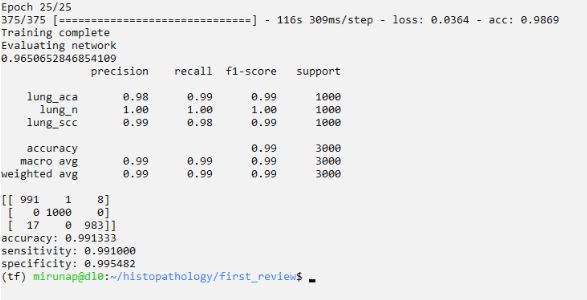 Epoch 25/25
375/375 [==============================] - 116s 309ms/step - loss: 0.0364 - acc: 0.9869
Training complete
Evaluating network
0.9650652846854109
precision recall f1-score support
lung_aca 0.98 0.99 0.99 1000
lung_n 1.00 1.00 1.00 1000
lung_scc 0.99 0.98 0.99 1000
accuracy 0.99 3000
macro avg 0.99 0.99 0.99 3000
weighted avg 0.99 0.99 0.99 3000
[[ 991 1 8]
[ 0 1000 0]
[ 17 0 983]]
accuracy: 0.991333
sensitivity: 0.991000
specificity: 0.995482
(tf) mirunap@dl0:~/histopathology/first_review$